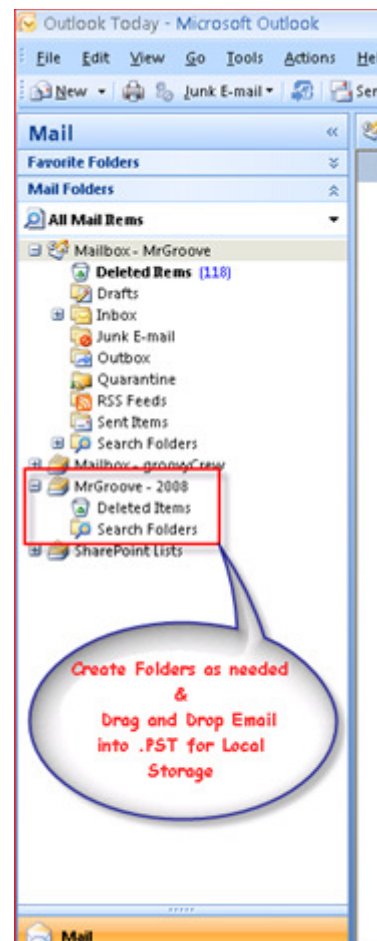 Outlook Today - Microsoft Outlook
File Edit View Go Tools Actions
New Junk E-mail
Mail
Favorite Folders
Mail Folders
All Mail Items
Mailbox - MrGroove
Deleted Items (118)
Drafts
Inbox
Junk E-mail
Outbox
Quarantine
RSS Feeds
Sent Items
Search Folders
Mailbox - groovyCrew
MrGroove - 2008
Deleted Items
Search Folders
SharePoint Lists
Create Folders as needed
&
Drag and Drop Email
into .PST for Local
Storage
Mail